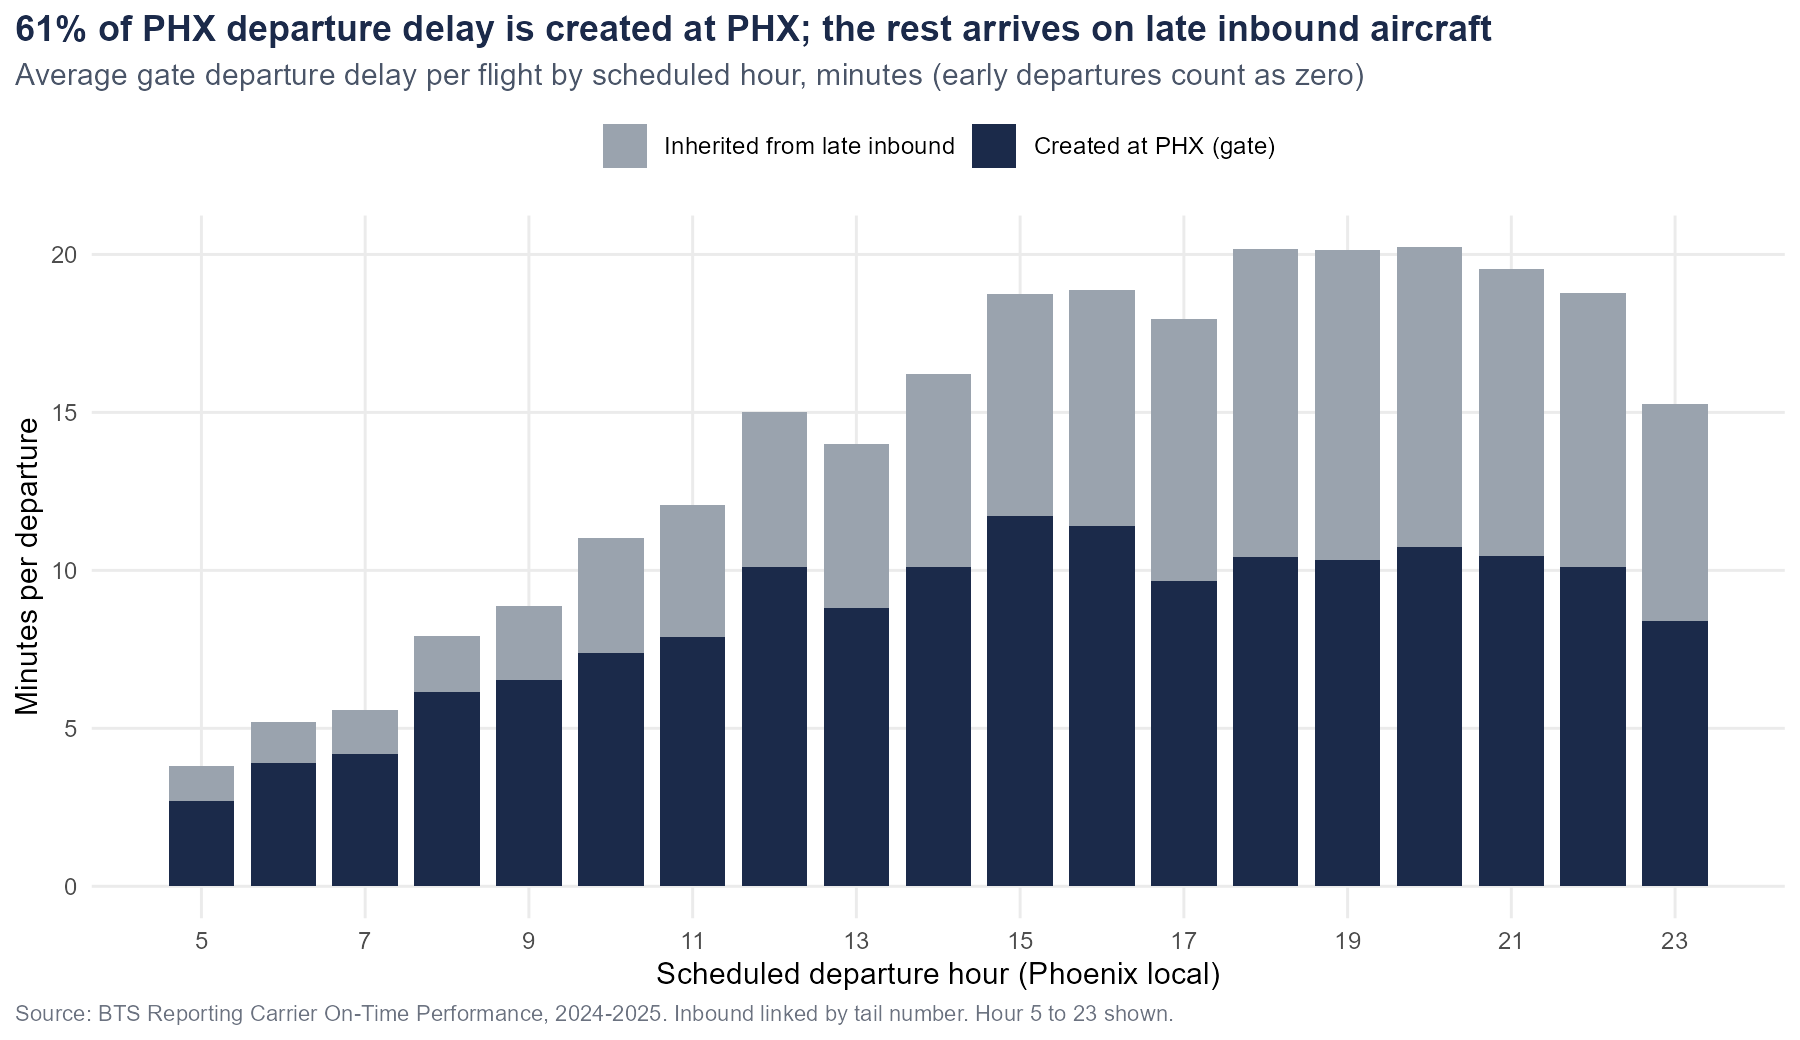 61% of PHX departure delay is created at PHX; the rest arrives on late inbound aircraft
Average gate departure delay per flight by scheduled hour, minutes (early departures count as zero)
Inherited from late inbound
Created at PHX (gate)
Minutes per departure
20
15
10
5
0
5 7 9 11 13 15 17 19 21 23
Scheduled departure hour (Phoenix local)
Source: BTS Reporting Carrier On-Time Performance, 2024-2025. Inbound linked by tail number. Hour 5 to 23 shown.